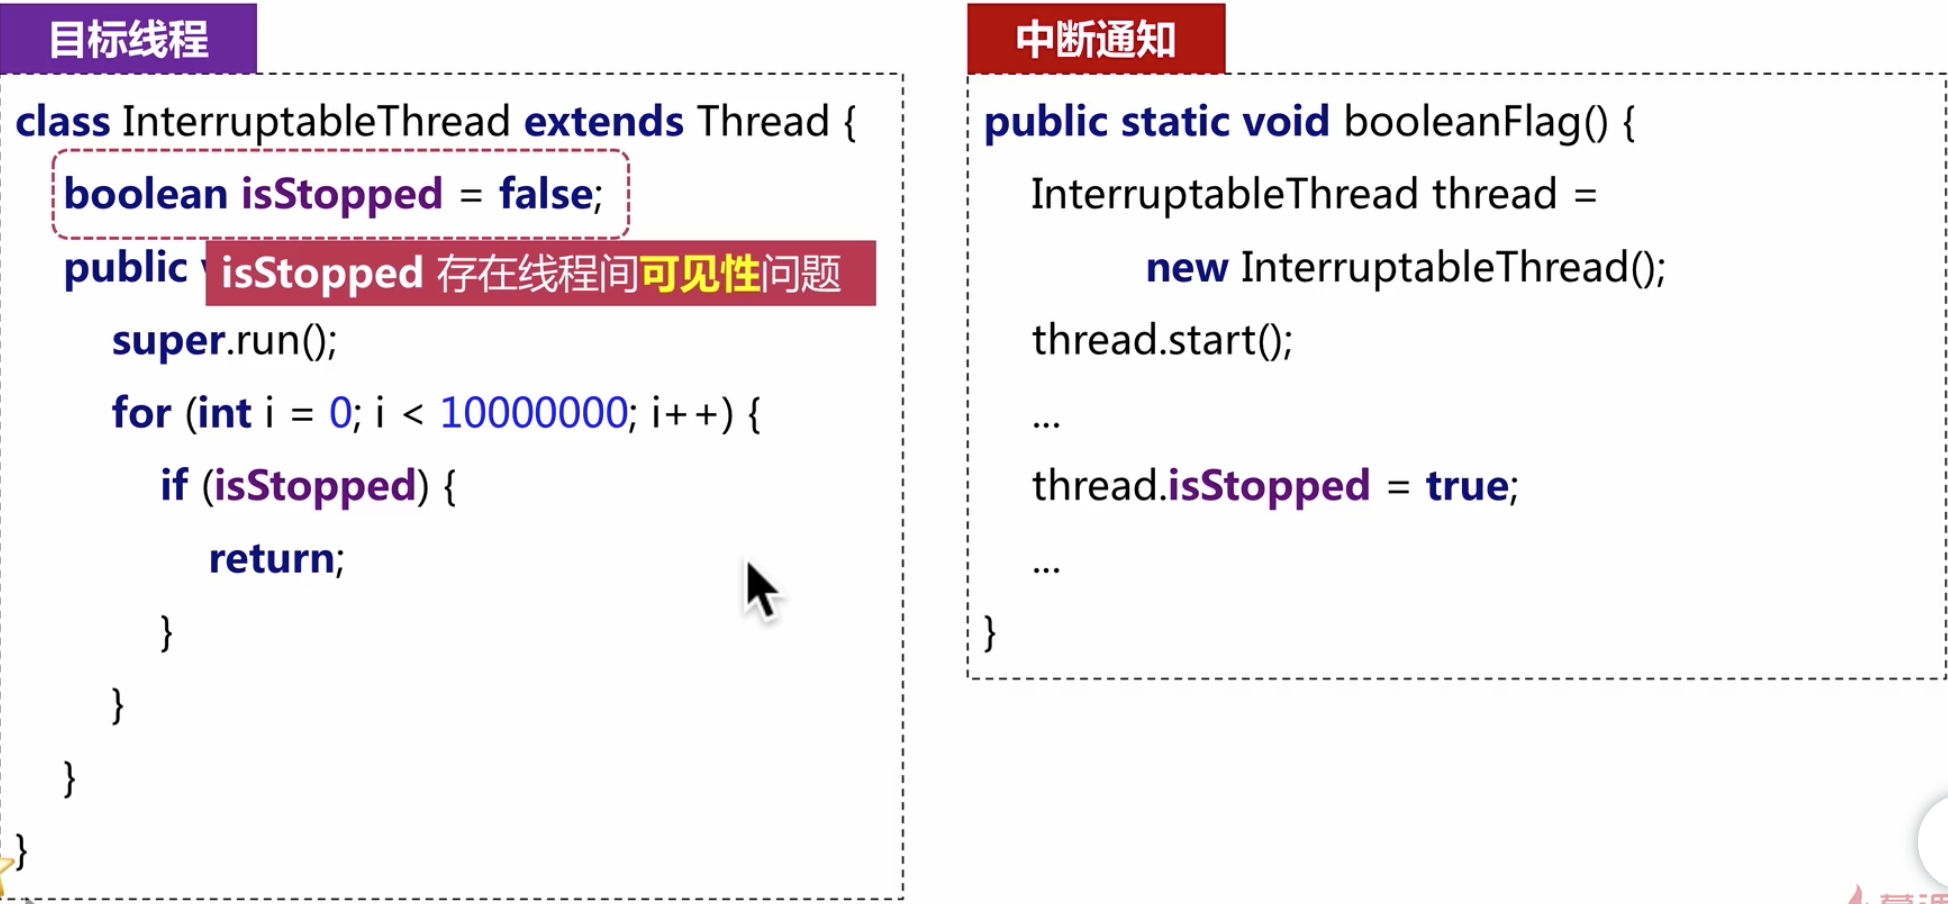 目标线程
class InterruptableThread extends Thread {
boolean isStopped = false;
public
isStopped 存在线程间可见性问题
super.run();
for (int i = 0; i < 10000000; i++) {
if (isStopped) {
return;
}
}
}
}
中断通知
public static void booleanFlag() {
InterruptableThread thread =
new InterruptableThread();
thread.start();
...
thread.isStopped = true;
...
}